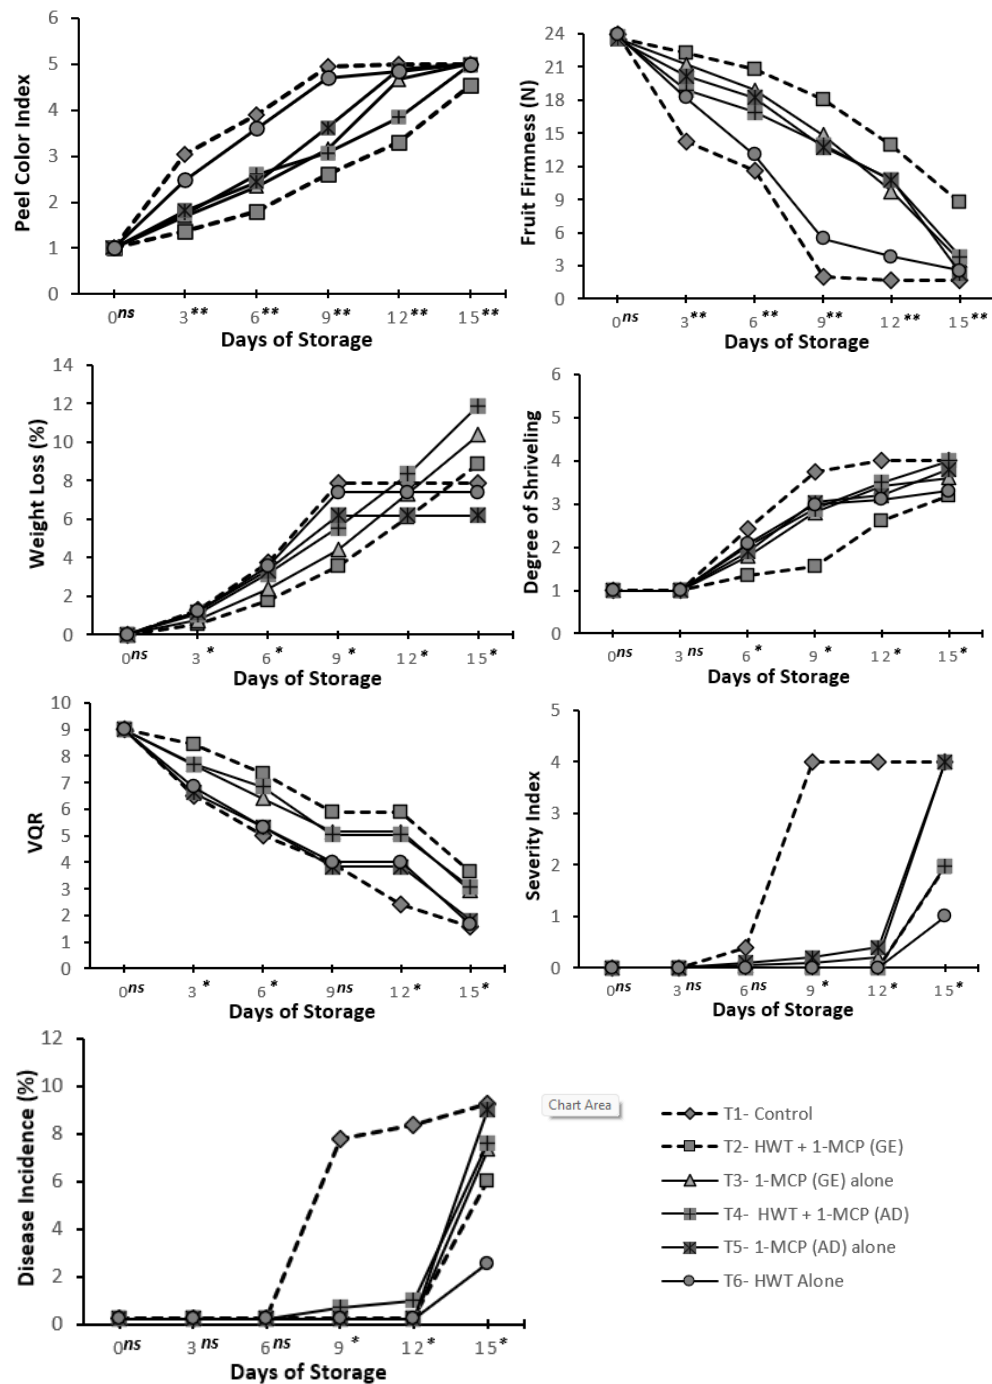 Peel Color Index
6
5
4
3
2
1
0
0ns 3** 6** 9** 12** 15**
Days of Storage
Fruit Firmness (N)
24
21
18
15
12
9
6
3
0
0ns 3** 6** 9** 12** 15**
Days of Storage
Weight Loss (%)
14
12
10
8
6
4
2
0
0ns 3* 6* 9* 12* 15*
Days of Storage
Degree of Shriveling
6
5
4
3
2
1
0
0ns 3ns 6* 9* 12* 15*
Days of Storage
VQR
10
9
8
7
6
5
4
3
2
1
0
0ns 3* 6* 9ns 12* 15*
Days of Storage
Severity Index
5
4
3
2
1
0
0ns 3ns 6ns 9* 12* 15*
Days of Storage
Disease Incidence (%)
12
10
8
6
4
2
0
0ns 3ns 6ns 9* 12* 15*
Days of Storage
Chart Area
T1- Control
T2- HWT + 1-MCP (GE)
T3- 1-MCP (GE) alone
T4- HWT + 1-MCP (AD)
T5- 1-MCP (AD) alone
T6- HWT Alone